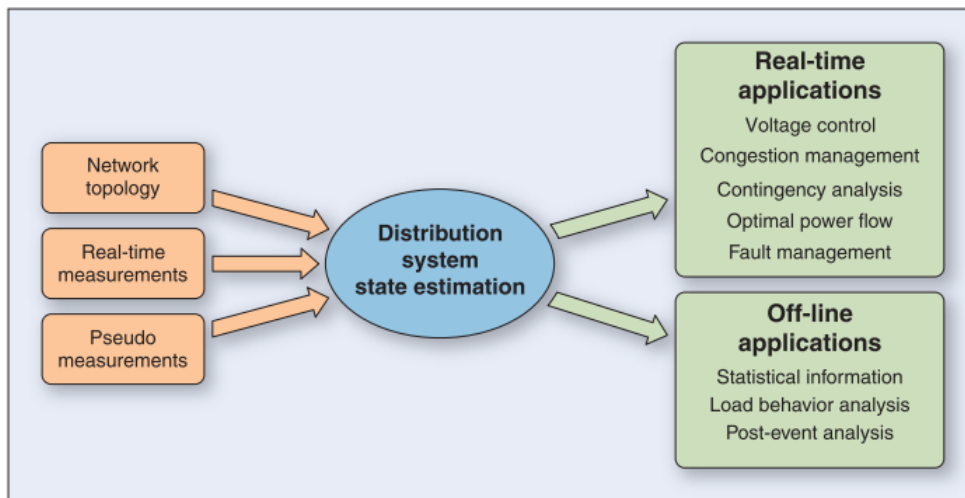 Network
topology
Real-time
measurements
Pseudo
measurements
Distribution
system
state estimation
Real-time
applications
Voltage control
Congestion management
Contingency analysis
Optimal power flow
Fault management
Off-line
applications
Statistical information
Load behavior analysis
Post-event analysis